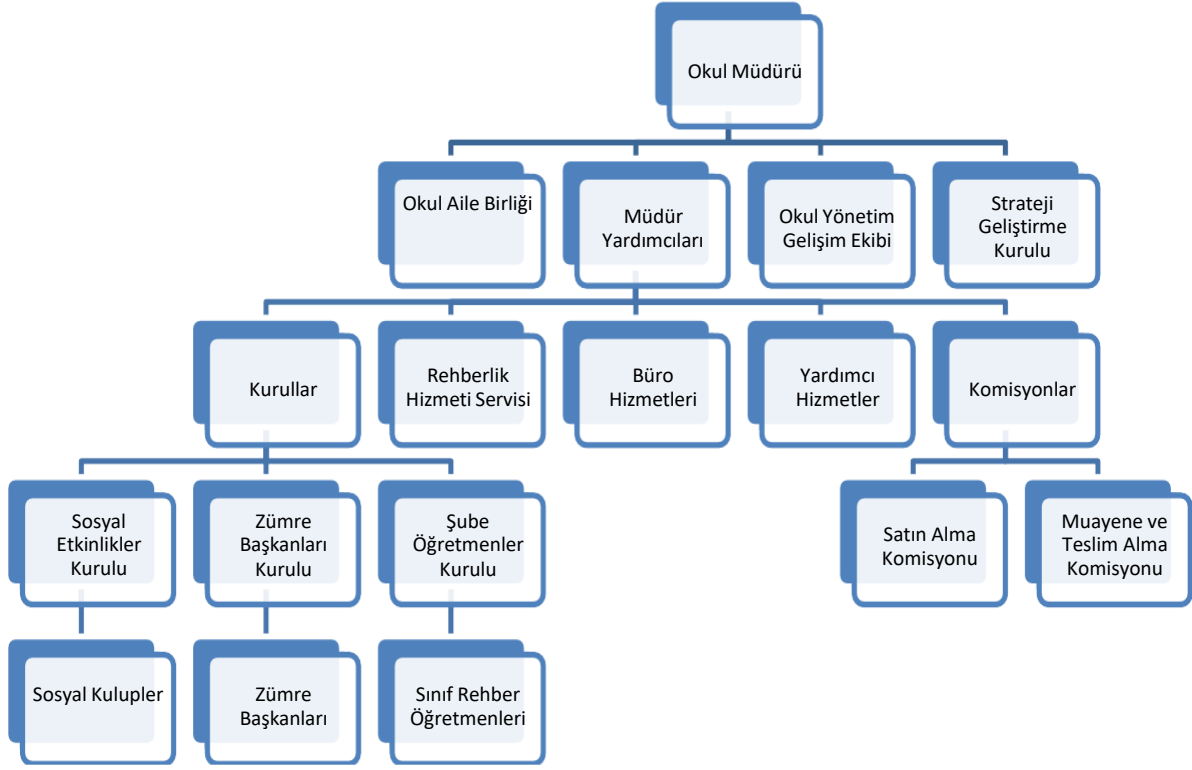 Okul Müdürü
Okul Aile Birliği
Müdür
Yardımcıları
Okul Yönetim
Gelişim Ekibi
Strateji
Geliştirme
Kurulu
Kurullar
Rehberlik
Hizmeti Servisi
Büro
Hizmetleri
Yardımcı
Hizmetler
Komisyonlar
Sosyal
Etkinlikler
Kurulu
Zümre
Başkanları
Kurulu
Şube
Öğretmenler
Kurulu
Satın Alma
Komisyonu
Muayene ve
Teslim Alma
Komisyonu
Sosyal Kulupler
Zümre
Başkanları
Sınıf Rehber
Öğretmenleri